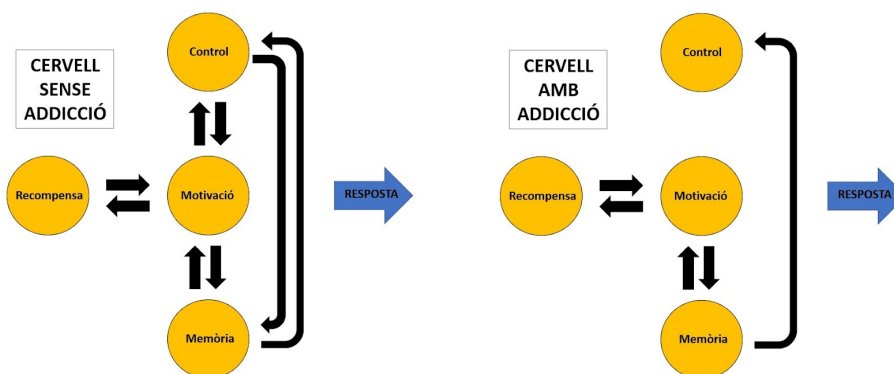 CERVELL
SENSE
ADDICCIÓ
Control
Recompensa
Motivació
RESPOSTA
Memòria
CERVELL
AMB
ADDICCIÓ
Control
Recompensa
Motivació
RESPOSTA
Memòria